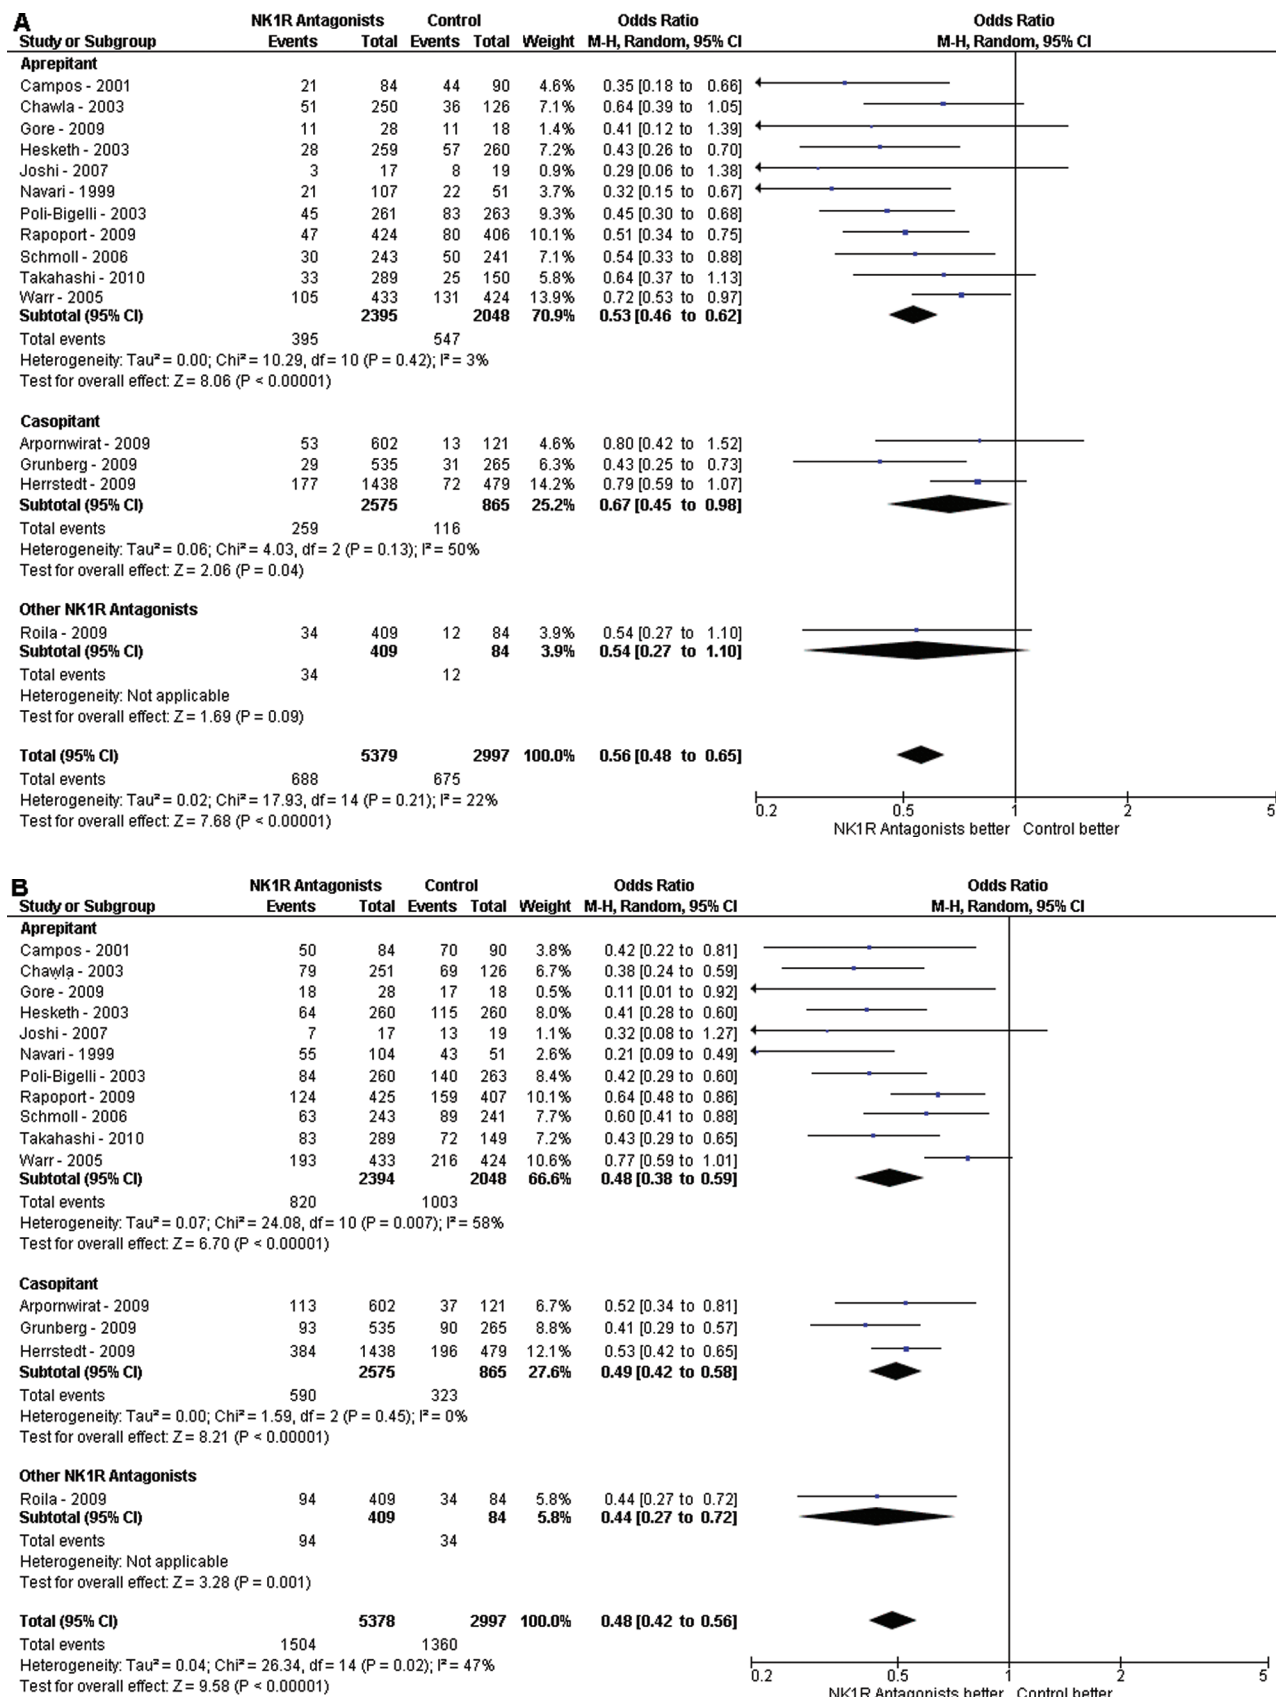 A
NK1R Antagonists Control Odds Ratio Odds Ratio
Study or Subgroup Events Total Events Total Weight M-H, Random, 95% CI M-H, Random, 95% CI
Aprepitant
Campos - 2001 21 84 44 90 4.6% 0.35 [0.18 to 0.66]
Chawla - 2003 51 250 36 126 7.1% 0.64 [0.39 to 1.05]
Gore - 2009 11 28 11 18 1.4% 0.41 [0.12 to 1.39]
Hesketh - 2003 28 259 57 260 7.2% 0.43 [0.26 to 0.70]
Joshi - 2007 3 17 8 19 0.9% 0.29 [0.06 to 1.38]
Navari - 1999 21 107 22 51 3.7% 0.32 [0.15 to 0.67]
Poli-Bigelli - 2003 45 261 83 263 9.3% 0.45 [0.30 to 0.68]
Rapoport - 2009 47 424 80 406 10.1% 0.51 [0.34 to 0.75]
Schmoll - 2006 30 243 50 241 7.1% 0.54 [0.33 to 0.88]
Takahashi - 2010 33 289 25 150 5.8% 0.64 [0.37 to 1.13]
Warr - 2005 105 433 131 424 13.9% 0.72 [0.53 to 0.97]
Subtotal (95% CI) 2395 2048 70.9% 0.53 [0.46 to 0.62]
Total events 395 547
Heterogeneity: Tau² = 0.00; Chi² = 10.29, df = 10 (P = 0.42); I² = 3%
Test for overall effect: Z = 8.06 (P < 0.00001)
Casopitant
Arpornwirat - 2009 53 602 13 121 4.6% 0.80 [0.42 to 1.52]
Grunberg - 2009 29 535 31 265 6.3% 0.43 [0.25 to 0.73]
Herrstedt - 2009 177 1438 72 479 14.2% 0.79 [0.59 to 1.07]
Subtotal (95% CI) 2575 865 25.2% 0.67 [0.45 to 0.98]
Total events 259 116
Heterogeneity: Tau² = 0.06; Chi² = 4.03, df = 2 (P = 0.13); I² = 50%
Test for overall effect: Z = 2.06 (P = 0.04)
Other NK1R Antagonists
Roila - 2009 34 409 12 84 3.9% 0.54 [0.27 to 1.10]
Subtotal (95% CI) 409 84 3.9% 0.54 [0.27 to 1.10]
Total events 34 12
Heterogeneity: Not applicable
Test for overall effect: Z = 1.69 (P = 0.09)
Total (95% CI) 5379 2997 100.0% 0.56 [0.48 to 0.65]
Total events 688 675
Heterogeneity: Tau² = 0.02; Chi² = 17.93, df = 14 (P = 0.21); I² = 22%
Test for overall effect: Z = 7.68 (P < 0.00001)
0.2 0.5 1 2 5
NK1R Antagonists better Control better
B
NK1R Antagonists Control Odds Ratio Odds Ratio
Study or Subgroup Events Total Events Total Weight M-H, Random, 95% CI M-H, Random, 95% CI
Aprepitant
Campos - 2001 50 84 70 90 3.8% 0.42 [0.22 to 0.81]
Chawla - 2003 79 251 69 126 6.7% 0.38 [0.24 to 0.59]
Gore - 2009 18 28 17 18 0.5% 0.11 [0.01 to 0.92]
Hesketh - 2003 64 260 115 260 8.0% 0.41 [0.28 to 0.60]
Joshi - 2007 7 17 13 19 1.1% 0.32 [0.08 to 1.27]
Navari - 1999 55 104 43 51 2.6% 0.21 [0.09 to 0.49]
Poli-Bigelli - 2003 84 260 140 263 8.4% 0.42 [0.29 to 0.60]
Rapoport - 2009 124 425 159 407 10.1% 0.64 [0.48 to 0.86]
Schmoll - 2006 63 243 89 241 7.7% 0.60 [0.41 to 0.88]
Takahashi - 2010 83 289 72 149 7.2% 0.43 [0.29 to 0.65]
Warr - 2005 193 433 216 424 10.6% 0.77 [0.59 to 1.01]
Subtotal (95% CI) 2394 2048 66.6% 0.48 [0.38 to 0.59]
Total events 820 1003
Heterogeneity: Tau² = 0.07; Chi² = 24.08, df = 10 (P = 0.007); I² = 58%
Test for overall effect: Z = 6.70 (P < 0.00001)
Casopitant
Arpornwirat - 2009 113 602 37 121 6.7% 0.52 [0.34 to 0.81]
Grunberg - 2009 93 535 90 265 8.8% 0.41 [0.29 to 0.57]
Herrstedt - 2009 384 1438 196 479 12.1% 0.53 [0.42 to 0.65]
Subtotal (95% CI) 2575 865 27.6% 0.49 [0.42 to 0.58]
Total events 590 323
Heterogeneity: Tau² = 0.00; Chi² = 1.59, df = 2 (P = 0.45); I² = 0%
Test for overall effect: Z = 8.21 (P < 0.00001)
Other NK1R Antagonists
Roila - 2009 94 409 34 84 5.8% 0.44 [0.27 to 0.72]
Subtotal (95% CI) 409 84 5.8% 0.44 [0.27 to 0.72]
Total events 94 34
Heterogeneity: Not applicable
Test for overall effect: Z = 3.28 (P = 0.001)
Total (95% CI) 5378 2997 100.0% 0.48 [0.42 to 0.56]
Total events 1504 1360
Heterogeneity: Tau² = 0.04; Chi² = 26.34, df = 14 (P = 0.02); I² = 47%
Test for overall effect: Z = 9.58 (P < 0.00001)
0.2 0.5 1 2 5
NK1R Antagonists better Control better